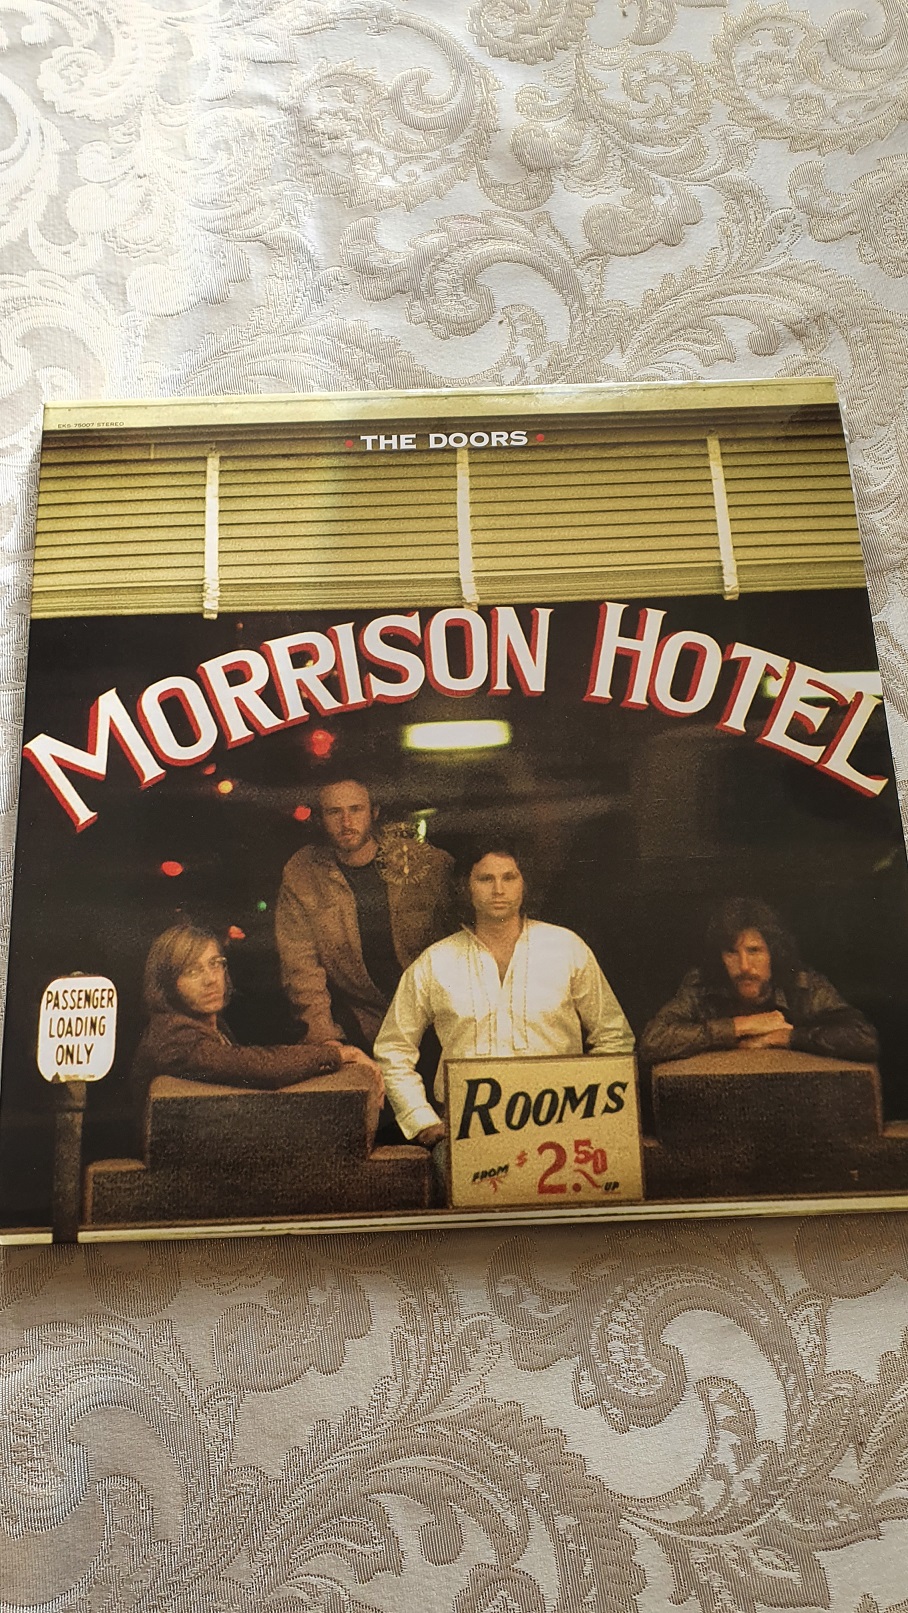 EKS 75007 STEREO
THE DOORS
MORRISON HOTEL
PASSENGER
LOADING
ONLY
ROOMS
FROM $2.50 UP